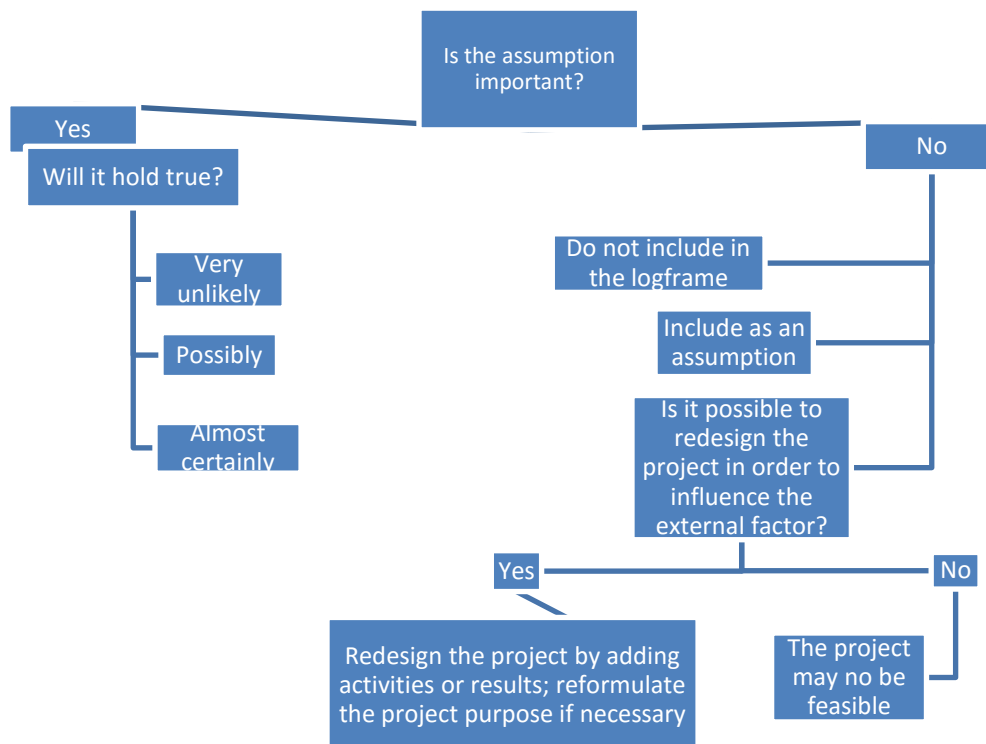 Is the assumption
important?
Yes
No
Will it hold true?
Very
unlikely
Possibly
Almost
certainly
Do not include in
the logframe
Include as an
assumption
Is it possible to
redesign the
project in order to
influence the
external factor?
Yes
No
Redesign the project by adding
activities or results; reformulate
the project purpose if necessary
The project
may no be
feasible